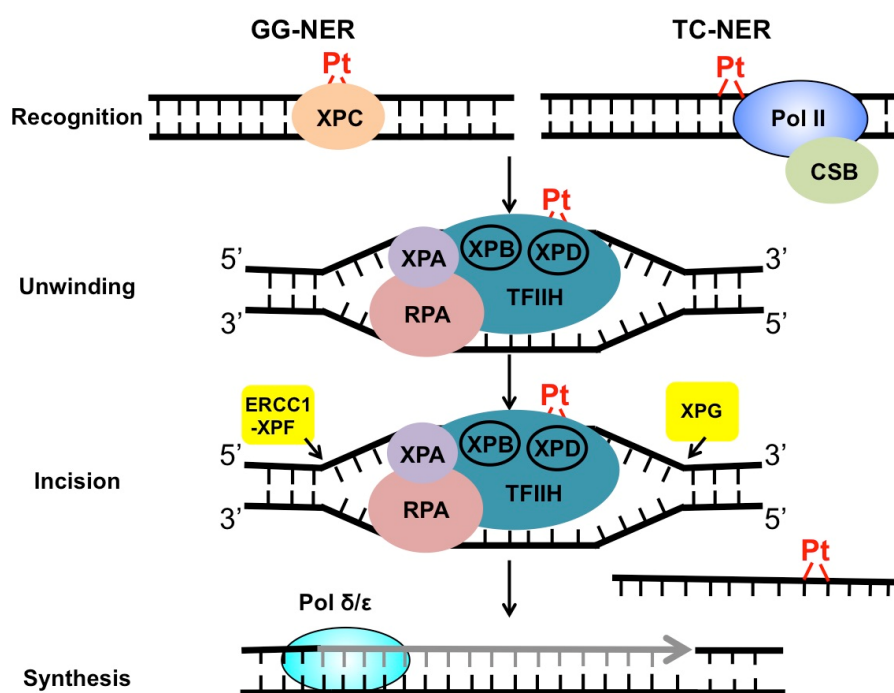 GG-NER
TC-NER
Pt
Pt
Recognition
XPC
Pol II
CSB
Pt
5’
XPA
XPB
XPD
3’
Unwinding
TFIIH
RPA
3’
5’
ERCC1
-XPF
Pt
XPG
5’
XPA
XPB
XPD
3’
Incision
TFIIH
RPA
3’
5’
Pt
Pol δ/ε
Synthesis